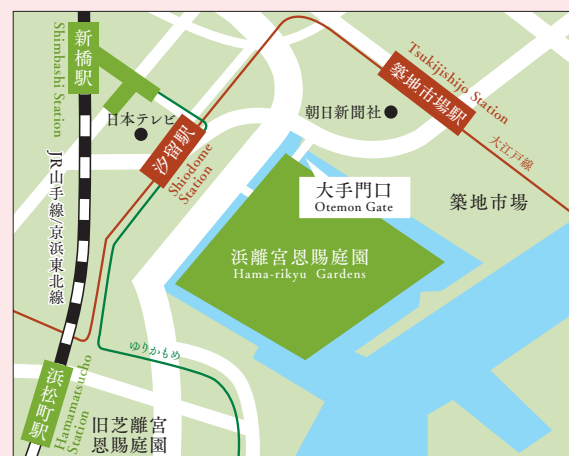 新橋駅
Shimbashi Station
日本テレビ
汐留駅
Shiodome
Station
築地市場駅
Tsukijishijo Station
朝日新聞社
大江戸線
大手門口
Otemon Gate
築地市場
浜離宮恩賜庭園
Hama-rikyu Gardens
JR山手線/京浜東北線
ゆりかもめ
浜松町駅
Hamamatsucho
Station
旧芝離宮
恩賜庭園